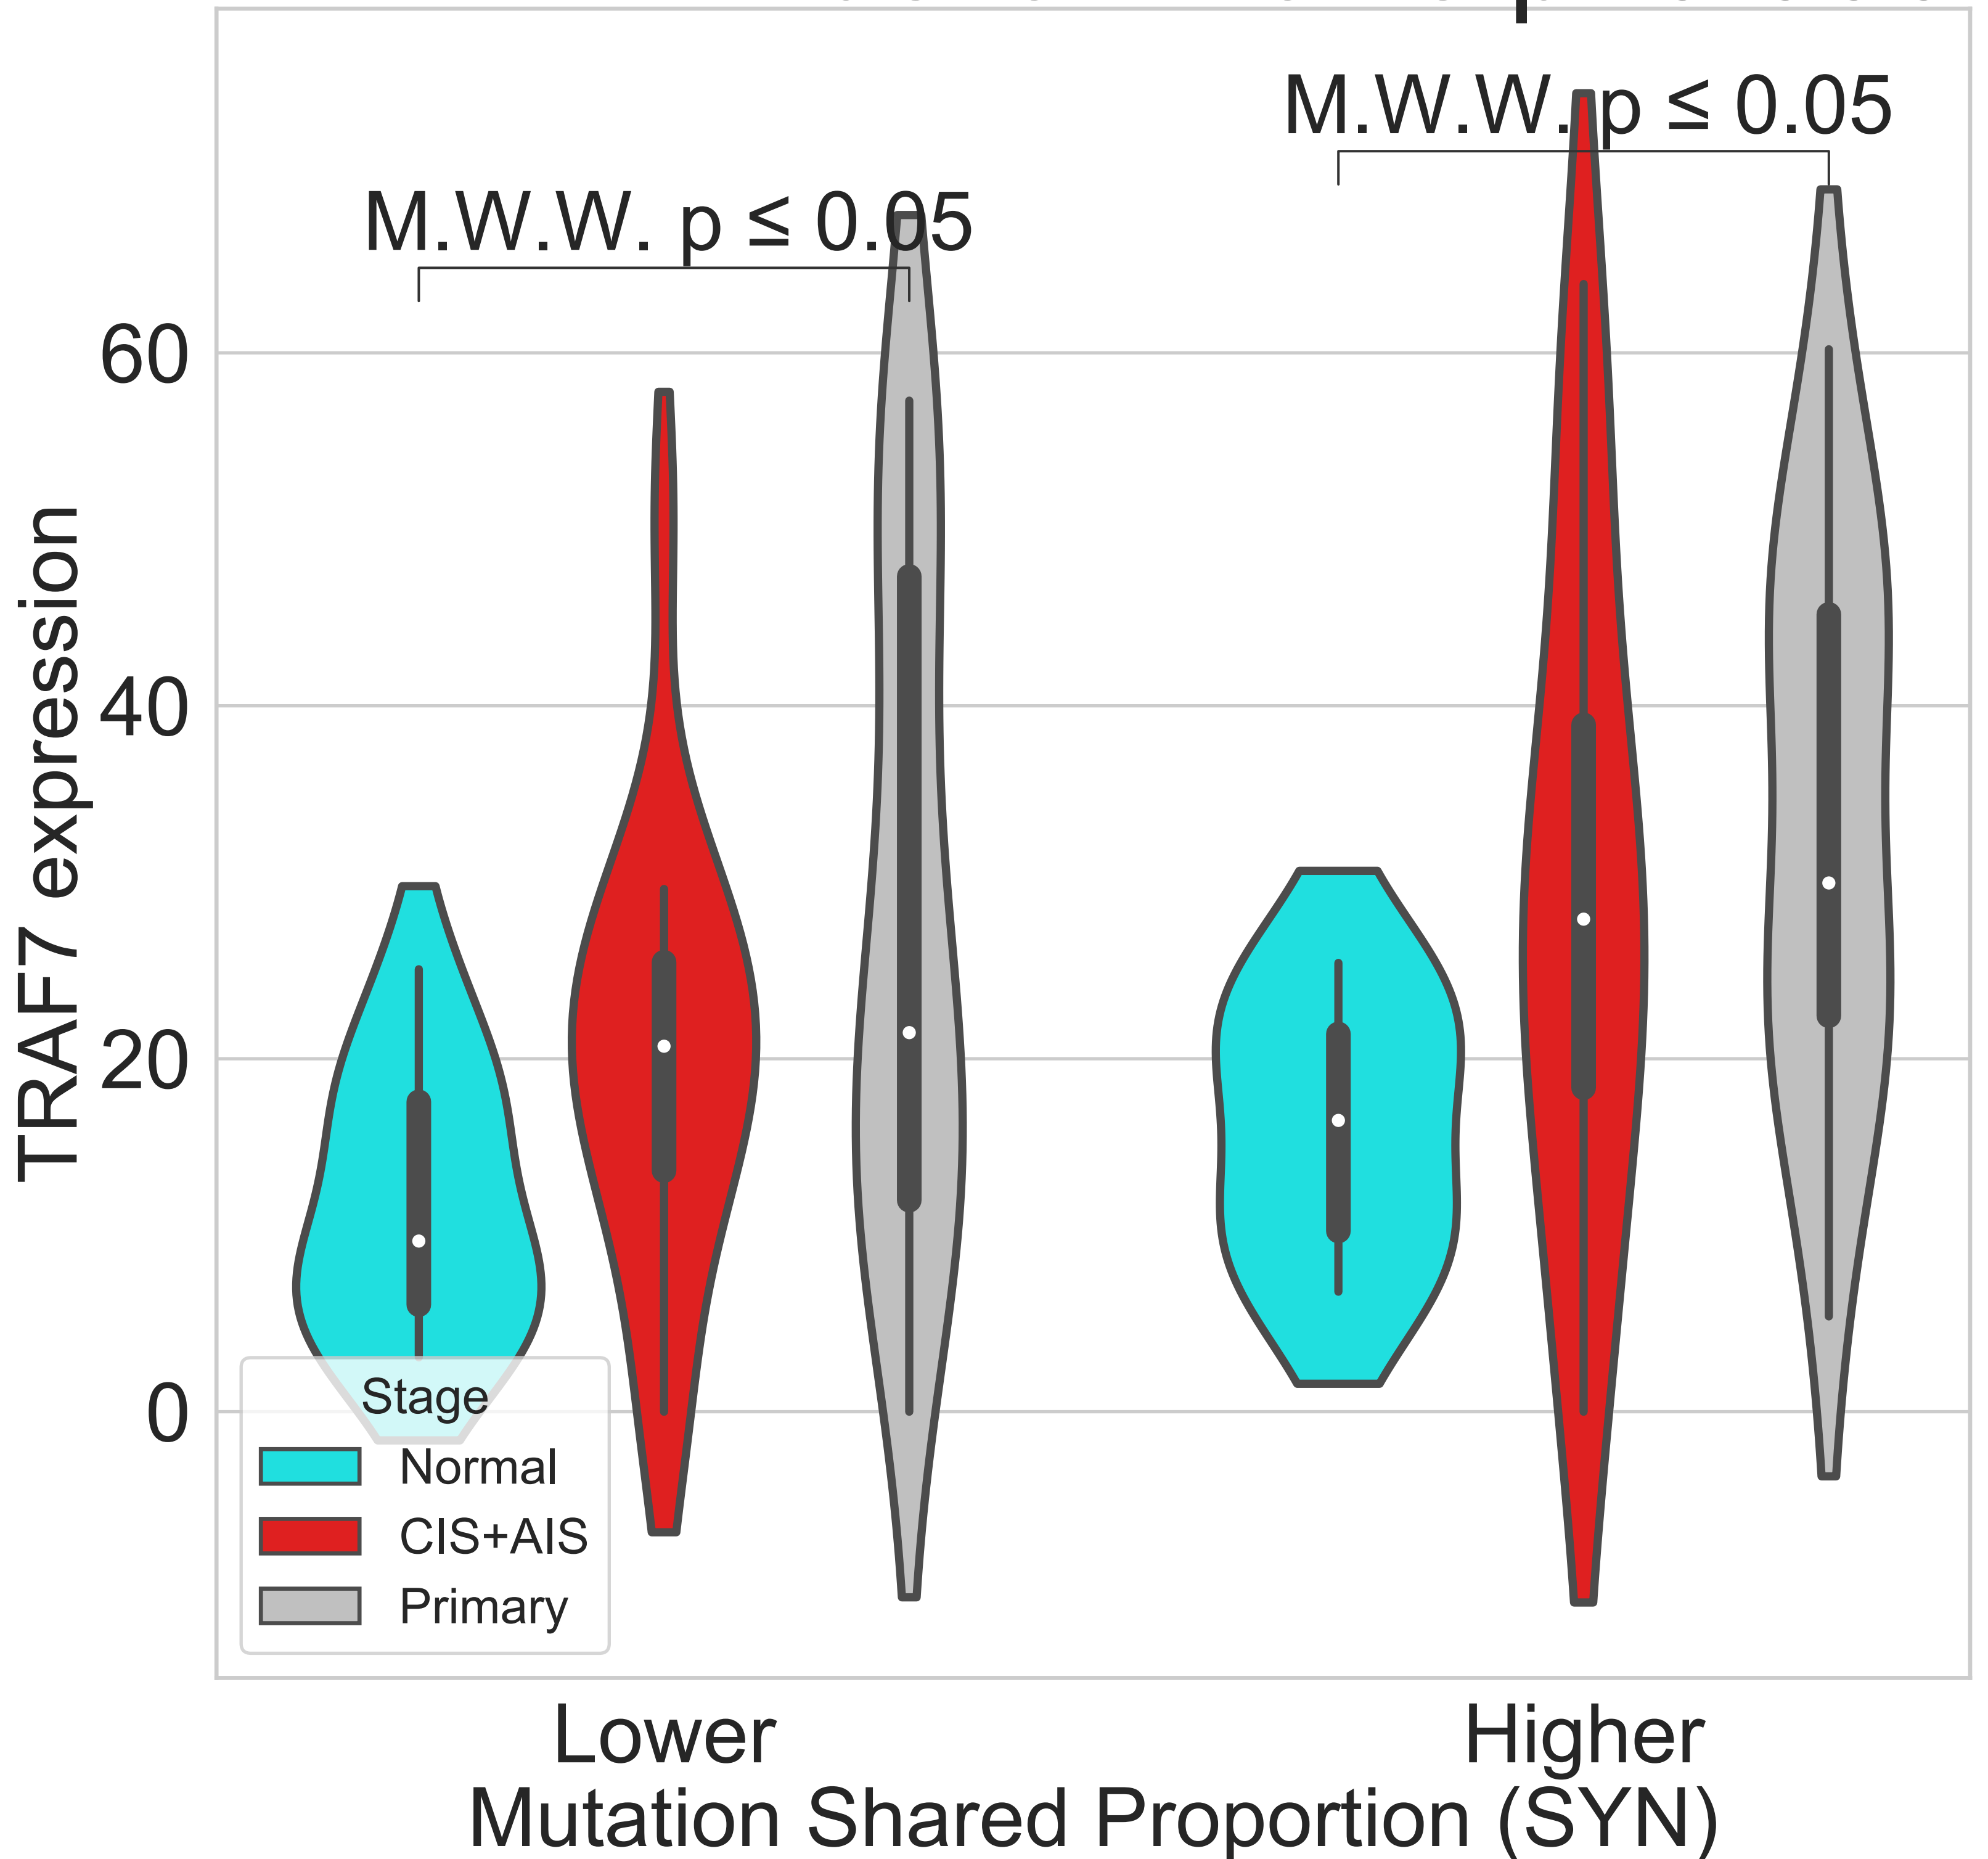 M.W.W. p ≤ 0.05
M.W.W. p ≤ 0.05
TRAF7 expression
60
40
20
0
Stage
Normal
CIS+AIS
Primary
Lower
Higher
Mutation Shared Proportion (SYN)